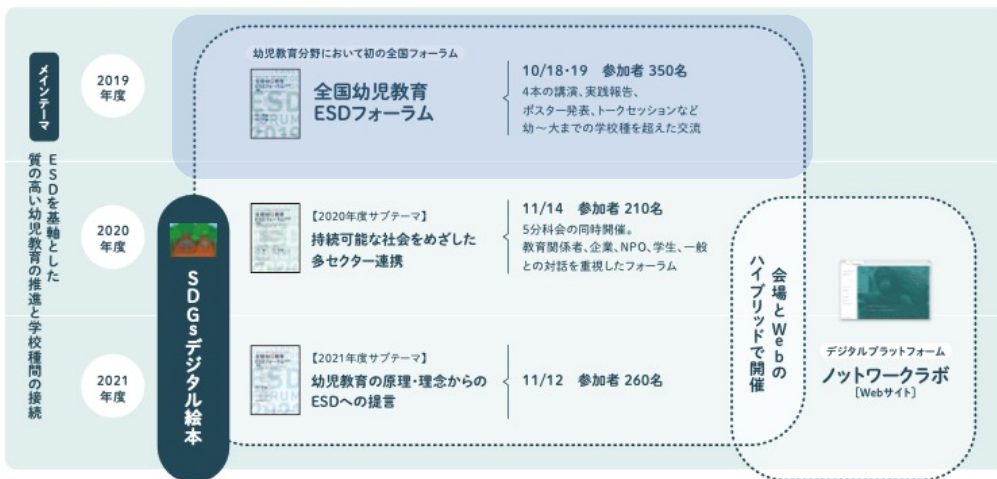 メインテーマ
ESDを基軸とした
質の高い幼児教育の推進と学校種間の接続
2019
年度
幼児教育分野において初の全国フォーラム
全国幼児教育
ESDフォーラム
10/18・19 参加者 350名
4本の講演、実践報告、
ポスター発表、トークセッションなど
幼〜大までの学校種を超えた交流
2020
年度
【2020年度サブテーマ】
持続可能な社会をめざした
多セクター連携
11/14 参加者 210名
5分科会の同時開催。
教育関係者、企業、NPO、学生、一般
との対話を重視したフォーラム
2021
年度
【2021年度サブテーマ】
幼児教育の原理・理念からの
ESDへの提言
11/12 参加者 260名
SDGsデジタル絵本
会場とWebの
ハイブリッドで開催
デジタルプラットフォーム
ノットワークラボ
[Webサイト]